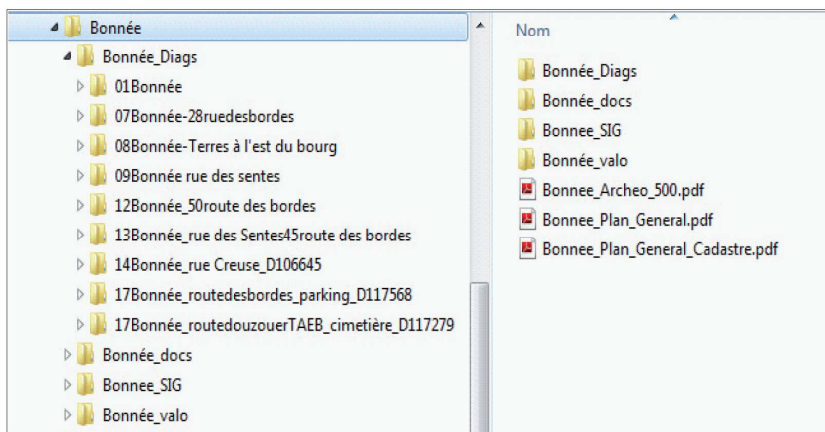 Bonnée
Bonnée_Diags
01Bonnée
07Bonnée-28ruedesbordes
08Bonnée-Terres à l'est du bourg
09Bonnée rue des sentes
12Bonnée_50route des bordes
13Bonnée_rue des Sentes45route des bordes
14Bonnée_rue Creuse_D106645
17Bonnée_routedesbordes_parking_D117568
17Bonnée_routedouzouerTAEB_cimetière_D117279
Bonnée_docs
Bonnee_SIG
Bonnée_valo
Nom
Bonnée_Diags
Bonnée_docs
Bonnee_SIG
Bonnée_valo
Bonnee_Archeo_500.pdf
Bonnee_Plan_General.pdf
Bonnee_Plan_General_Cadastre.pdf